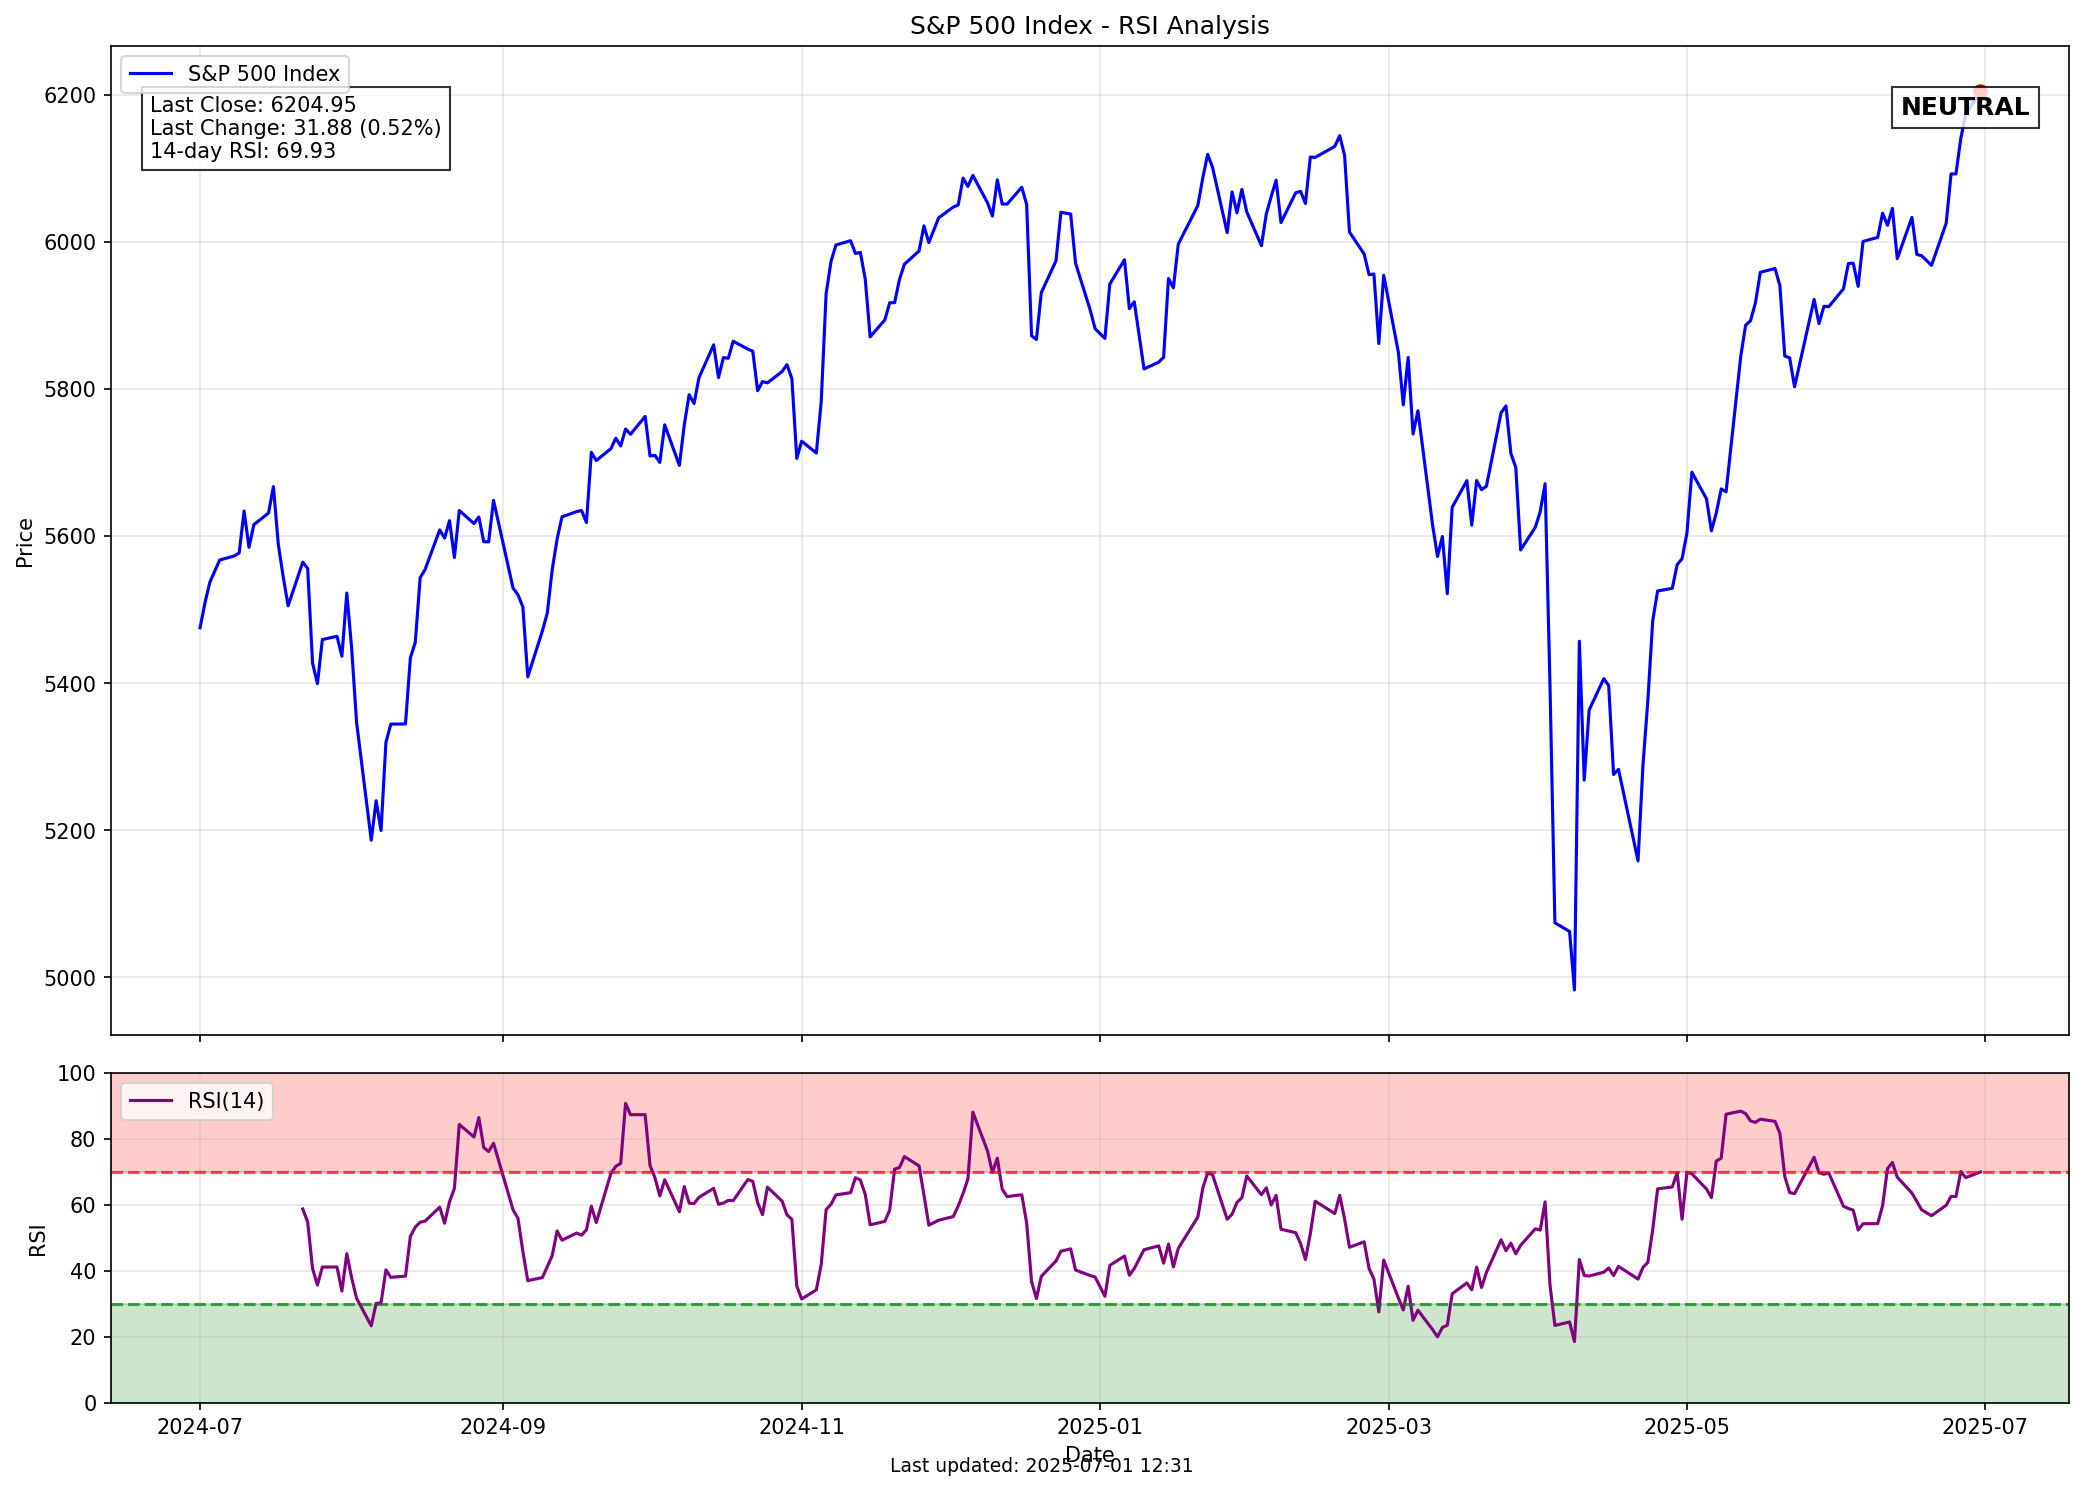 S&P 500 Index - RSI Analysis
S&P 500 Index
Last Close: 6204.95
Last Change: 31.88 (0.52%)
14-day RSI: 69.93
NEUTRAL
Price
6200
6000
5800
5600
5400
5200
5000
RSI(14)
RSI
100
80
60
40
20
0
2024-07
2024-09
2024-11
2025-01
2025-03
2025-05
2025-07
Date
Last updated: 2025-07-01 12:31